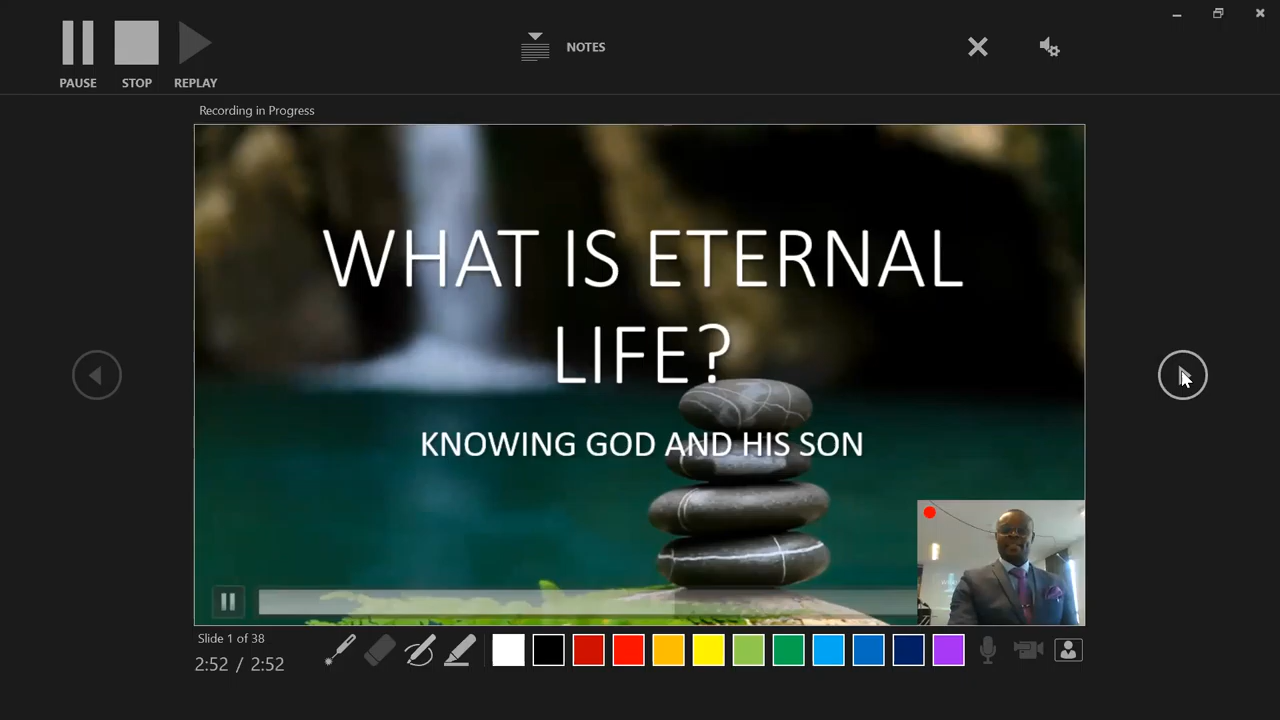 PAUSE
STOP
REPLAY
NOTES
Recording in Progress
WHAT IS ETERNAL
LIFE?
KNOWING GOD AND HIS SON
Slide 1 of 38
2:52 / 2:52